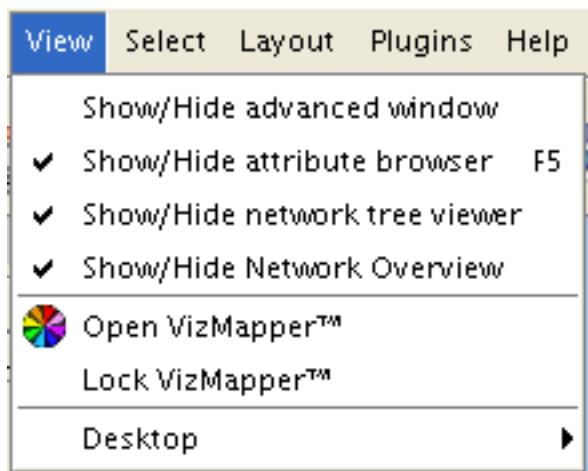 View Select Layout Plugins Help
Show/Hide advanced window
Show/Hide attribute browser F5
Show/Hide network tree viewer
Show/Hide Network Overview
Open VizMapper™
Lock VizMapper™
Desktop